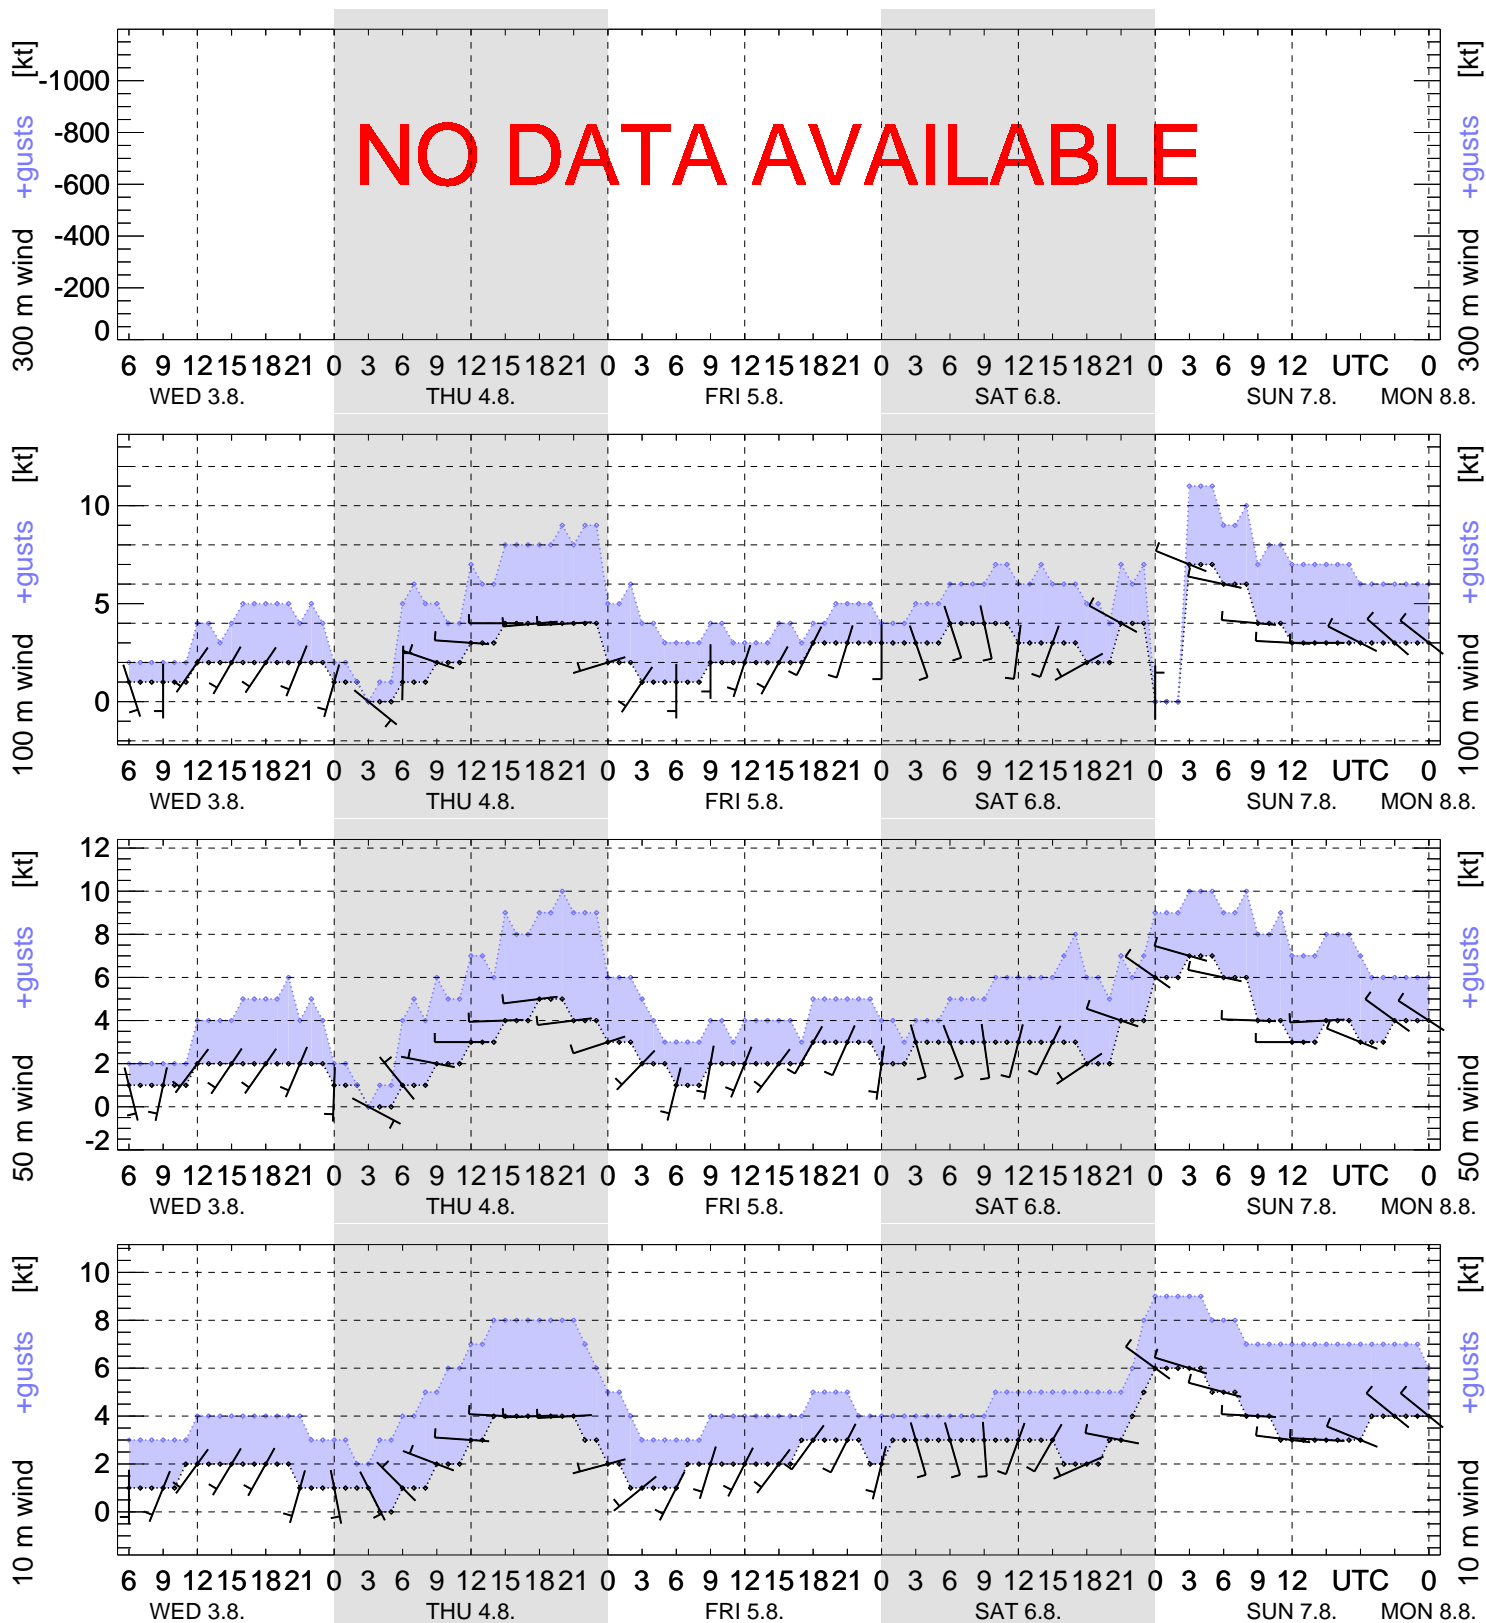 300 m wind +gusts [kt]
-1000
-800
-600
-400
-200
0
NO DATA AVAILABLE
300 m wind +gusts [kt]
6 9 12 15 18 21 0 3 6 9 12 15 18 21 0 3 6 9 12 15 18 21 0 3 6 9 12 15 18 21 0 3 6 9 12 UTC 0
WED 3.8. THU 4.8. FRI 5.8. SAT 6.8. SUN 7.8. MON 8.8.
100 m wind +gusts [kt]
10
5
0
100 m wind +gusts [kt]
6 9 12 15 18 21 0 3 6 9 12 15 18 21 0 3 6 9 12 15 18 21 0 3 6 9 12 15 18 21 0 3 6 9 12 UTC 0
WED 3.8. THU 4.8. FRI 5.8. SAT 6.8. SUN 7.8. MON 8.8.
50 m wind +gusts [kt]
12
10
8
6
4
2
0
-2
50 m wind +gusts [kt]
6 9 12 15 18 21 0 3 6 9 12 15 18 21 0 3 6 9 12 15 18 21 0 3 6 9 12 15 18 21 0 3 6 9 12 UTC 0
WED 3.8. THU 4.8. FRI 5.8. SAT 6.8. SUN 7.8. MON 8.8.
10 m wind +gusts [kt]
10
8
6
4
2
0
10 m wind +gusts [kt]
6 9 12 15 18 21 0 3 6 9 12 15 18 21 0 3 6 9 12 15 18 21 0 3 6 9 12 15 18 21 0 3 6 9 12 UTC 0
WED 3.8. THU 4.8. FRI 5.8. SAT 6.8. SUN 7.8. MON 8.8.